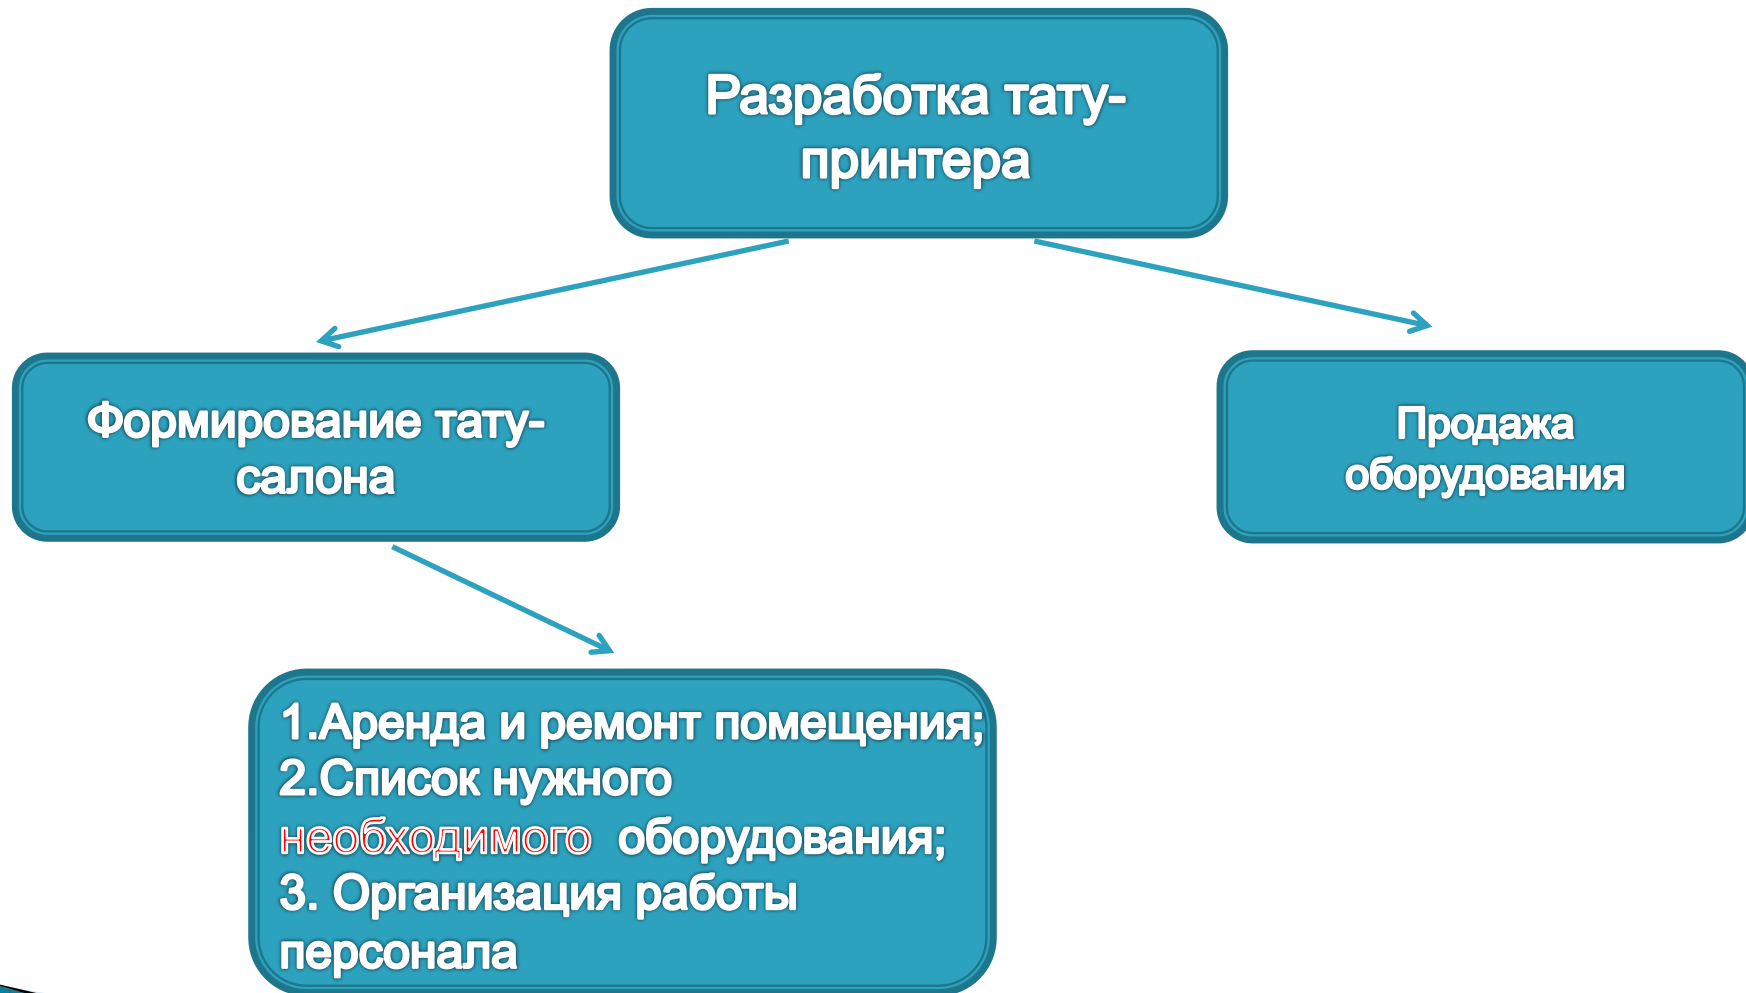 Разработка тату-
принтера
Формирование тату-
салона
Продажа
оборудования
1.Аренда и ремонт помещения;
2.Список нужного
необходимого оборудования;
3. Организация работы
персонала